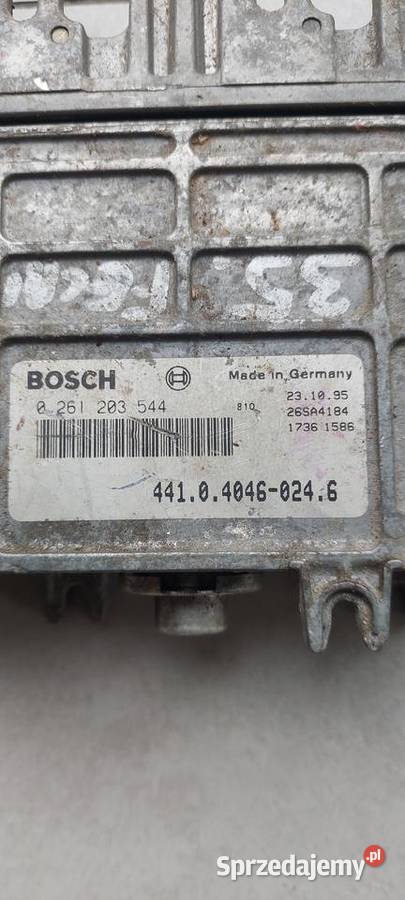 35
BOSCH
Made in Germany
0 261 203 544
B10
23.10.95
26SA4184
1736 1586
441.0.4046-024.6
Sprzedajemy.pl